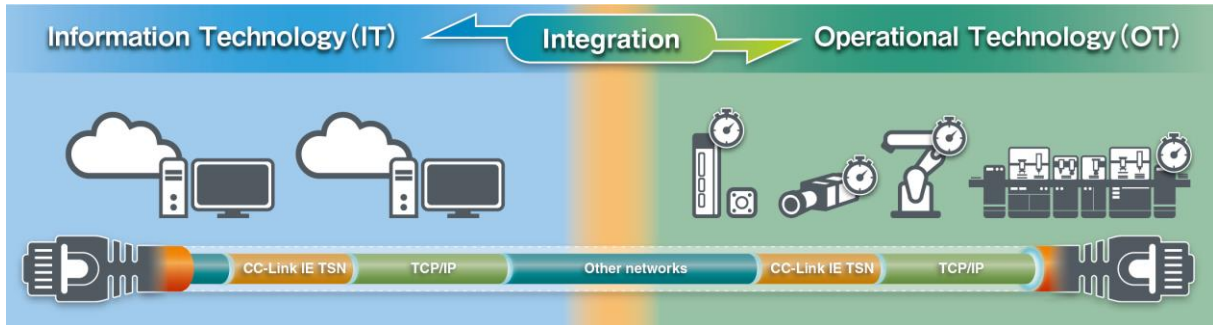 Information Technology(IT)
Integration
Operational Technology(OT)
CC-Link IE TSN
TCP/IP
Other networks
CC-Link IE TSN
TCP/IP